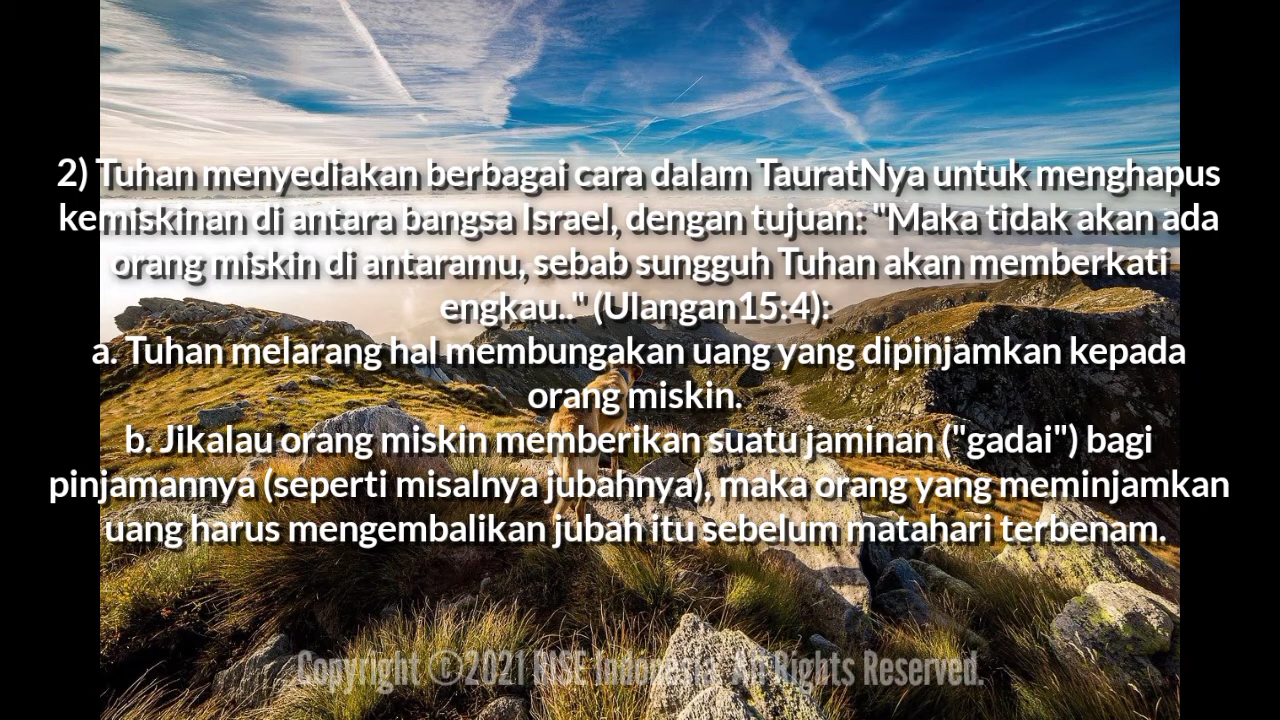 2) Tuhan menyediakan berbagai cara dalam TauratNya untuk menghapus
kemiskinan di antara bangsa Israel, dengan tujuan: "Maka tidak akan ada
orang miskin di antaramu, sebab sungguh Tuhan akan memberkati
engkau.." (Ulangan15:4):
a. Tuhan melarang hal membungakan uang yang dipinjamkan kepada
orang miskin.
b. Jikalau orang miskin memberikan suatu jaminan ("gadai") bagi
pinjamannya (seperti misalnya jubahnya), maka orang yang meminjamkan
uang harus mengembalikan jubah itu sebelum matahari terbenam.
Copyright ©2021 RISE Indonesia. All Rights Reserved.